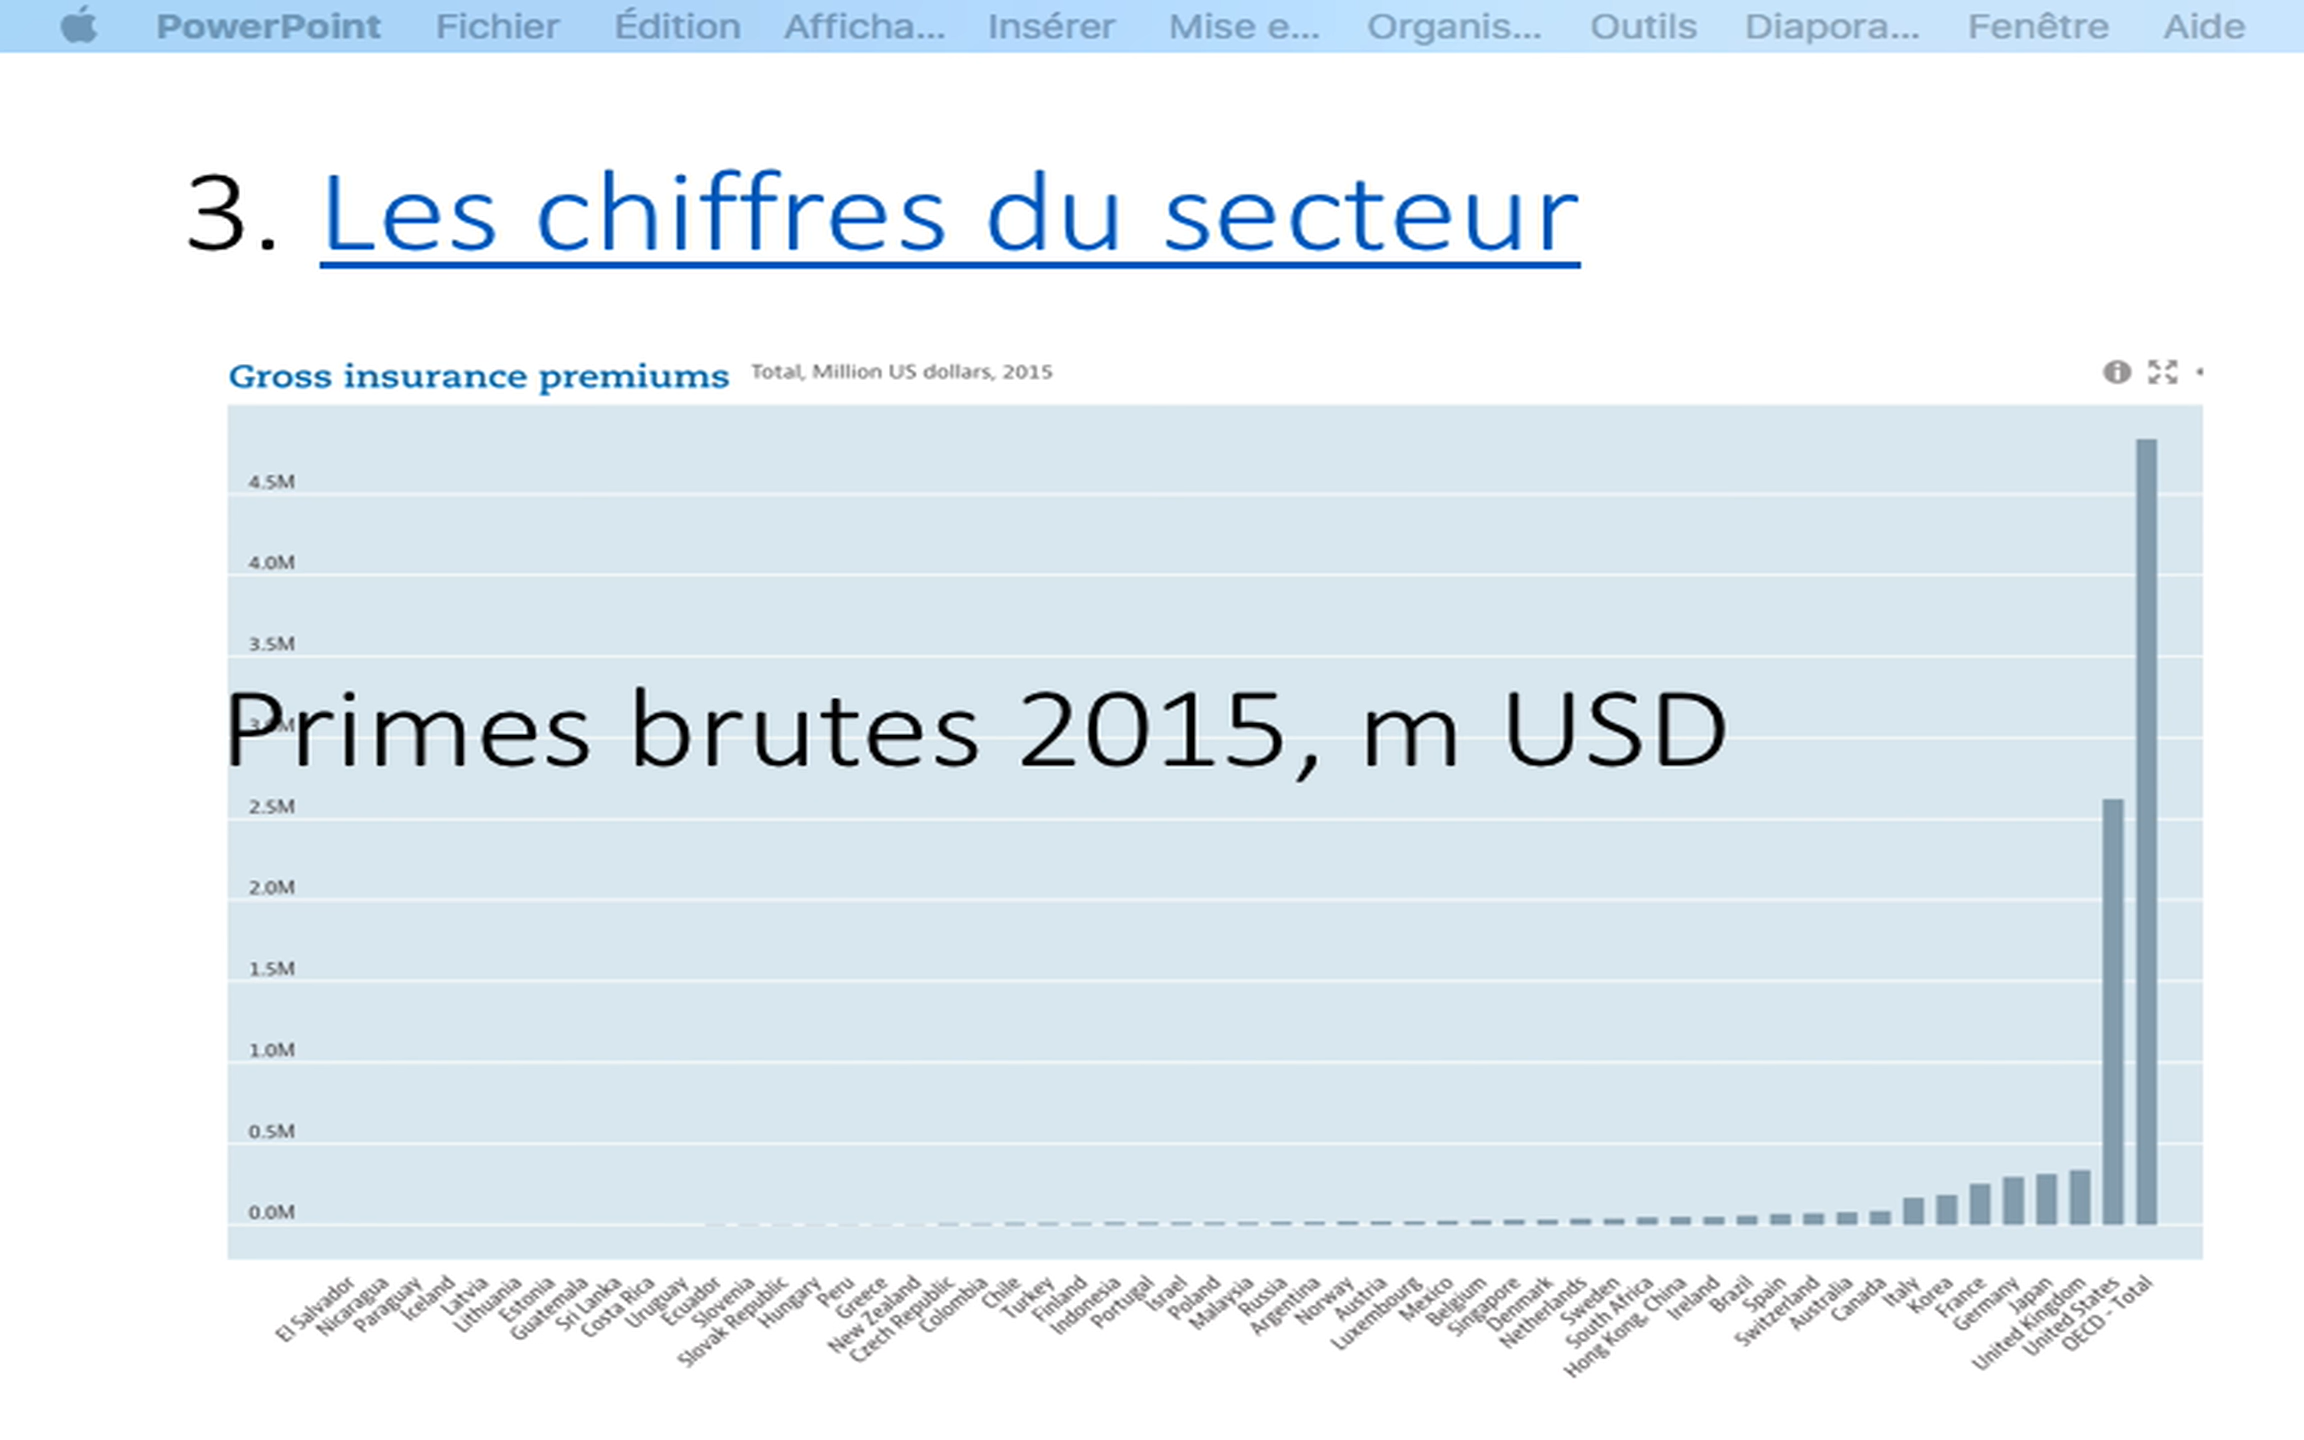 PowerPoint Fichier Édition Afficha... Insérer Mise e... Organis... Outils Diapora... Fenêtre Aide
3. Les chiffres du secteur
Gross insurance premiums Total, Million US dollars, 2015
4.5M
4.0M
3.5M
Primes brutes 2015, m USD
2.5M
2.0M
1.5M
1.0M
0.5M
0.0M
El Salvador
Nicaragua
Paraguay
Iceland
Latvia
Lithuania
Estonia
Guatemala
Sri Lanka
Costa Rica
Uruguay
Ecuador
Slovenia
Slovak Republic
Hungary
Peru
Greece
New Zealand
Czech Republic
Colombia
Chile
Turkey
Finland
Indonesia
Portugal
Israel
Poland
Malaysia
Russia
Argentina
Norway
Austria
Luxembourg
Mexico
Belgium
Singapore
Denmark
Netherlands
Sweden
South Africa
Hong Kong, China
Ireland
Brazil
Spain
Switzerland
Australia
Canada
Italy
Korea
France
Germany
Japan
United Kingdom
United States
OECD - Total